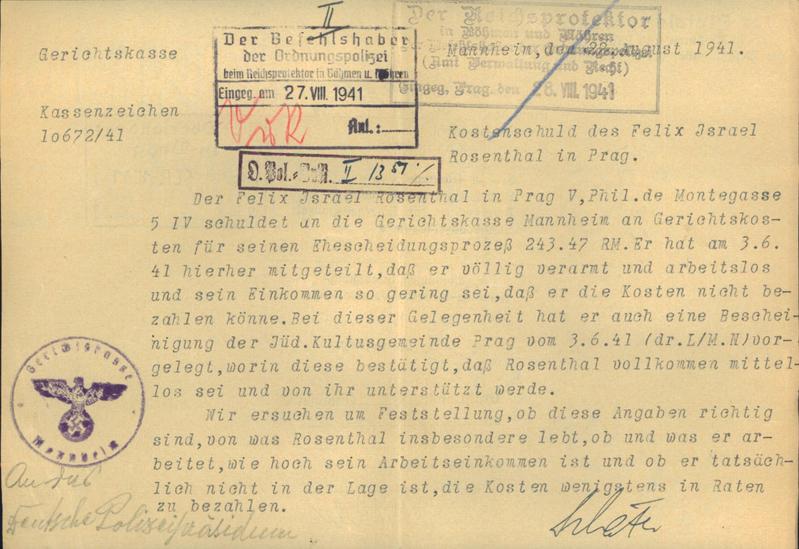 II
Gerichtskasse
Kassenzeichen
10672/41
Der Befehlshaber
der Ordnungspolizei
beim Reichsprotektor in Böhmen u. Mähren
Eingeg. am 27. VIII. 1941
Anl.:
O. Pol.- II 13
Der Reichsprotektor
in Böhmen und Mähren
(Amt Verwaltung und Recht)
Eingeg. Prag, den 28. VIII. 1941
Mannheim, den 22. August 1941.
Kostenschuld des Felix Israel
Rosenthal in Prag.
Der Felix Israel Rosenthal in Prag V,Phil.de Montegasse
5 IV schuldet an die Gerichtskasse Mannheim an Gerichtskos-
ten für seinen Ehescheidungsprozeß 243.47 RM.Er hat am 3.6.
41 hierher mitgeteilt,daß er völlig verarmt und arbeitslos
und sein Einkommen so gering sei,daß er die Kosten nicht be-
zahlen könne.Bei dieser Gelegenheit hat er auch eine Beschei-
nigung der Jüd.Kultusgemeinde Prag vom 3.6.41 (dr.L/M.N)vor-
gelegt,worin diese bestätigt,daß Rosenthal vollkommen mittel-
los sei und von ihr unterstützt werde.
Wir ersuchen um Feststellung,ob diese Angaben richtig
sind,von was Rosenthal insbesondere lebt,ob und was er ar-
beitet,wie hoch sein Arbeitseinkommen ist und ob er tatsäch-
lich nicht in der Lage ist,die Kosten wenigstens in Raten
zu bezahlen.
Gerichtskasse
Mannheim
An das
Deutsche Polizeipräsidium